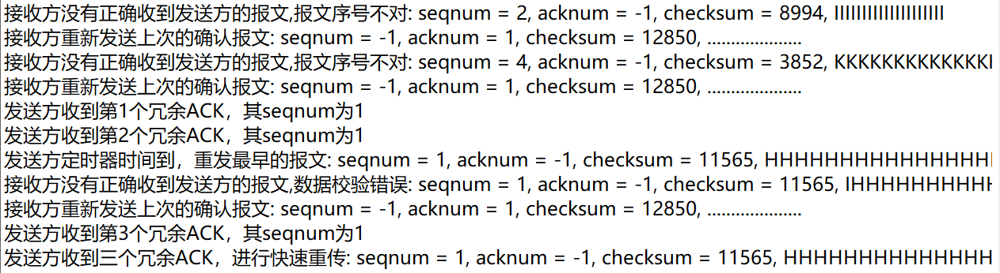 接收方没有正确收到发送方的报文,报文序号不对: seqnum = 2, acknum = -1, checksum = 8994, IIIIIIIIIIIIIIIIIIIII
接收方重新发送上次的确认报文: seqnum = -1, acknum = 1, checksum = 12850, .....................
接收方没有正确收到发送方的报文,报文序号不对: seqnum = 4, acknum = -1, checksum = 3852, KKKKKKKKKKKKKK
接收方重新发送上次的确认报文: seqnum = -1, acknum = 1, checksum = 12850, .....................
发送方收到第1个冗余ACK，其seqnum为1
发送方收到第2个冗余ACK，其seqnum为1
发送方定时器时间到，重发最早的报文: seqnum = 1, acknum = -1, checksum = 11565, HHHHHHHHHHHHHHHH
接收方没有正确收到发送方的报文,数据校验错误: seqnum = 1, acknum = -1, checksum = 11565, IHHHHHHHHHHH
接收方重新发送上次的确认报文: seqnum = -1, acknum = 1, checksum = 12850, .....................
发送方收到第3个冗余ACK，其seqnum为1
发送方收到三个冗余ACK，进行快速重传: seqnum = 1, acknum = -1, checksum = 11565, HHHHHHHHHHHHHH